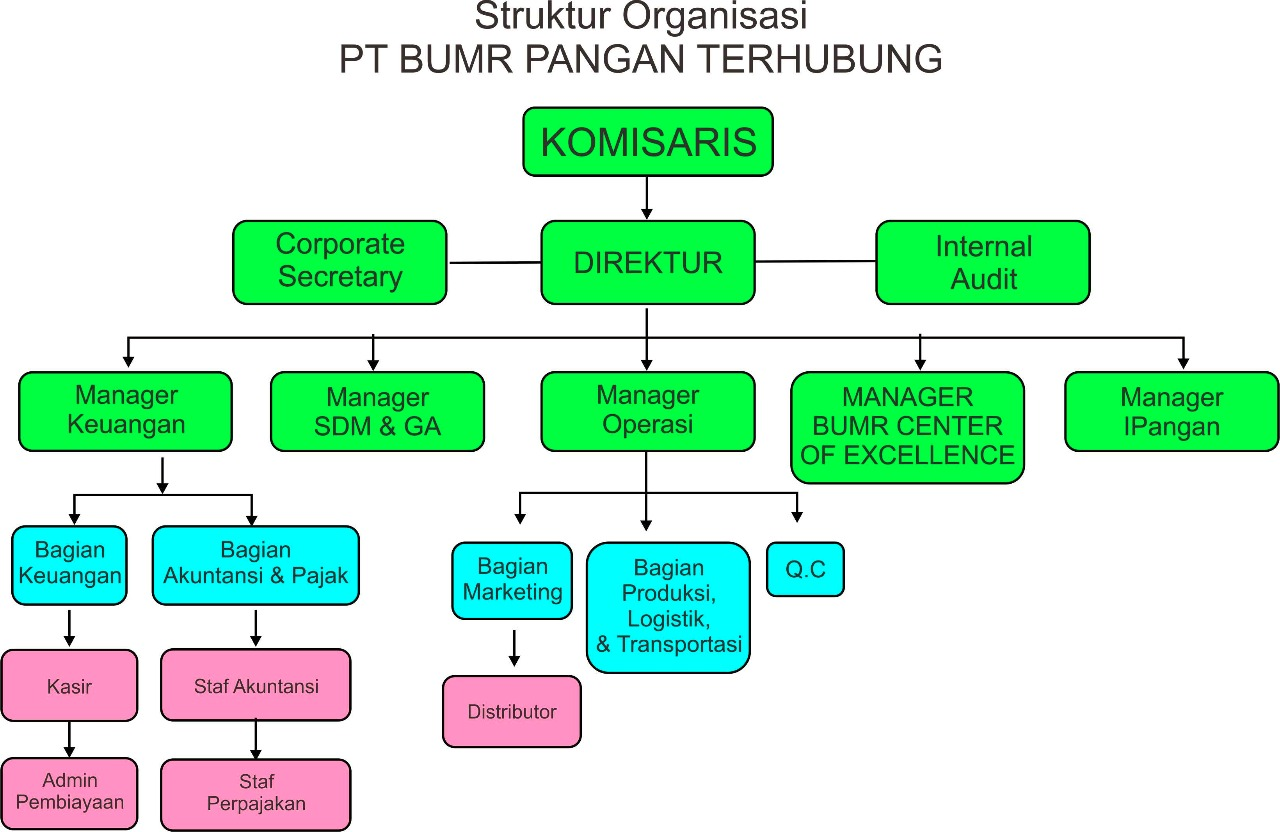 Struktur Organisasi
PT BUMR PANGAN TERHUBUNG
KOMISARIS
Corporate
Secretary
DIREKTUR
Internal
Audit
Manager
Keuangan
Manager
SDM & GA
Manager
Operasi
MANAGER
BUMR CENTER
OF EXCELLENCE
Manager
IPangan
Bagian
Keuangan
Bagian
Akuntansi & Pajak
Bagian
Marketing
Bagian
Produksi,
Logistik,
& Transportasi
Q.C
Kasir
Staf Akuntansi
Distributor
Admin
Pembiayaan
Staf
Perpajakan